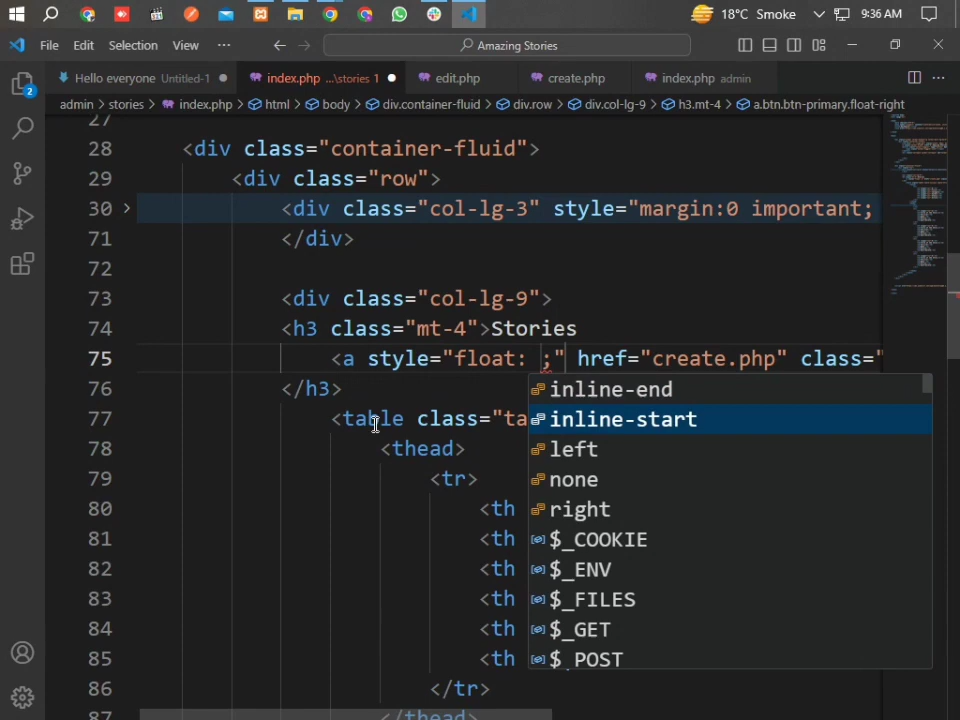 18°C Smoke 9:36 AM
File Edit Selection View ··· Amazing Stories
Hello everyone Untitled-1 index.php ...\stories 1 edit.php create.php index.php admin
admin > stories > index.php > html > body > div.container-fluid > div.row > div.col-lg-9 > h3.mt-4 > a.btn.btn-primary.float-right
2
27
28 <div class="container-fluid">
29 <div class="row">
30 <div class="col-lg-3" style="margin:0 important;
71 </div>
72
73 <div class="col-lg-9">
74 <h3 class="mt-4">Stories
75 <a style="float: ;" href="create.php" class="
76 </h3>
inline-end
77 <table class="ta
inline-start
78 <thead>
left
79 <tr>
none
80 <th
right
81 <th
$_COOKIE
82 <th
$_ENV
83 <th
$_FILES
84 <th
$_GET
85 <th
$_POST
86 </tr>
87 </thead>